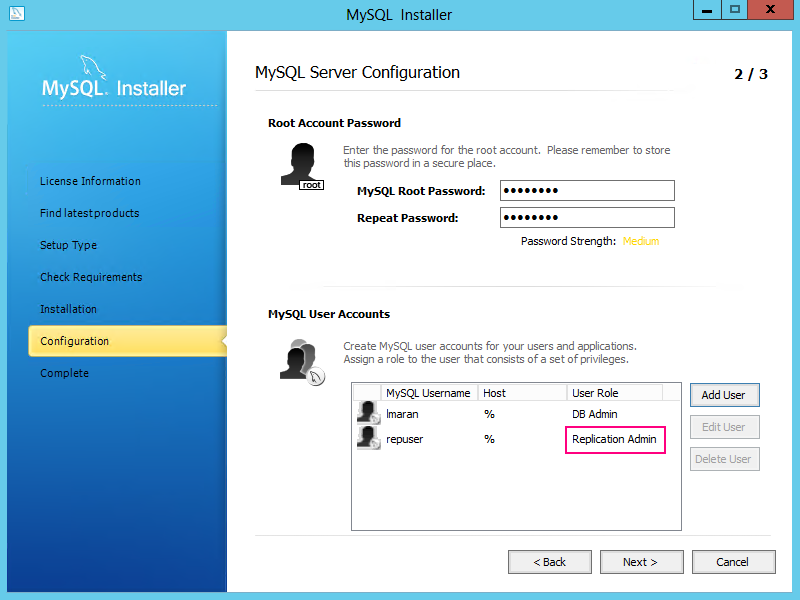 MySQL Installer
X
MySQL Installer
License Information
Find latest products
Setup Type
Check Requirements
Installation
Configuration
Complete
MySQL Server Configuration
2 / 3
Root Account Password
Enter the password for the root account. Please remember to store
this password in a secure place.
root
MySQL Root Password: ●●●●●●●●
Repeat Password: ●●●●●●●●
Password Strength: Medium
MySQL User Accounts
Create MySQL user accounts for your users and applications.
Assign a role to the user that consists of a set of privileges.
MySQL Username Host User Role
lmaran % DB Admin
repuser % Replication Admin
Add User
Edit User
Delete User
< Back Next > Cancel